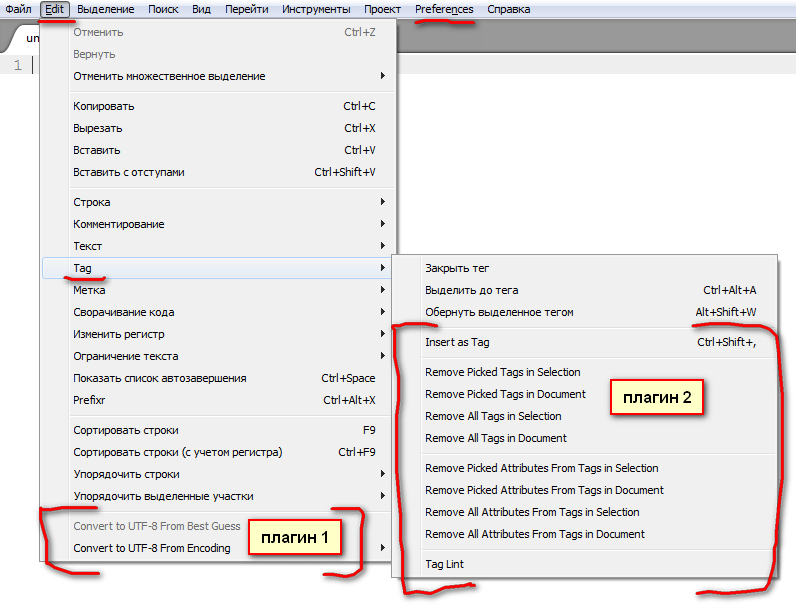 Файл Edit Выделение Поиск Вид Перейти Инструменты Проект Preferences Справка
un
1
Отменить Ctrl+Z
Вернуть
Отменить множественное выделение
Копировать Ctrl+C
Вырезать Ctrl+X
Вставить Ctrl+V
Вставить с отступами Ctrl+Shift+V
Строка
Комментирование
Текст
Tag
Метка
Сворачивание кода
Изменить регистр
Ограничение текста
Показать список автозавершения Ctrl+Space
Prefixr Ctrl+Alt+X
Сортировать строки F9
Сортировать строки (с учетом регистра) Ctrl+F9
Упорядочить строки
Упорядочить выделенные участки
Convert to UTF-8 From Best Guess
Convert to UTF-8 From Encoding
плагин 1
Закрыть тег
Выделить до тега Ctrl+Alt+A
Обернуть выделенное тегом Alt+Shift+W
Insert as Tag Ctrl+Shift+,
Remove Picked Tags in Selection
Remove Picked Tags in Document
Remove All Tags in Selection
Remove All Tags in Document
плагин 2
Remove Picked Attributes From Tags in Selection
Remove Picked Attributes From Tags in Document
Remove All Attributes From Tags in Selection
Remove All Attributes From Tags in Document
Tag Lint